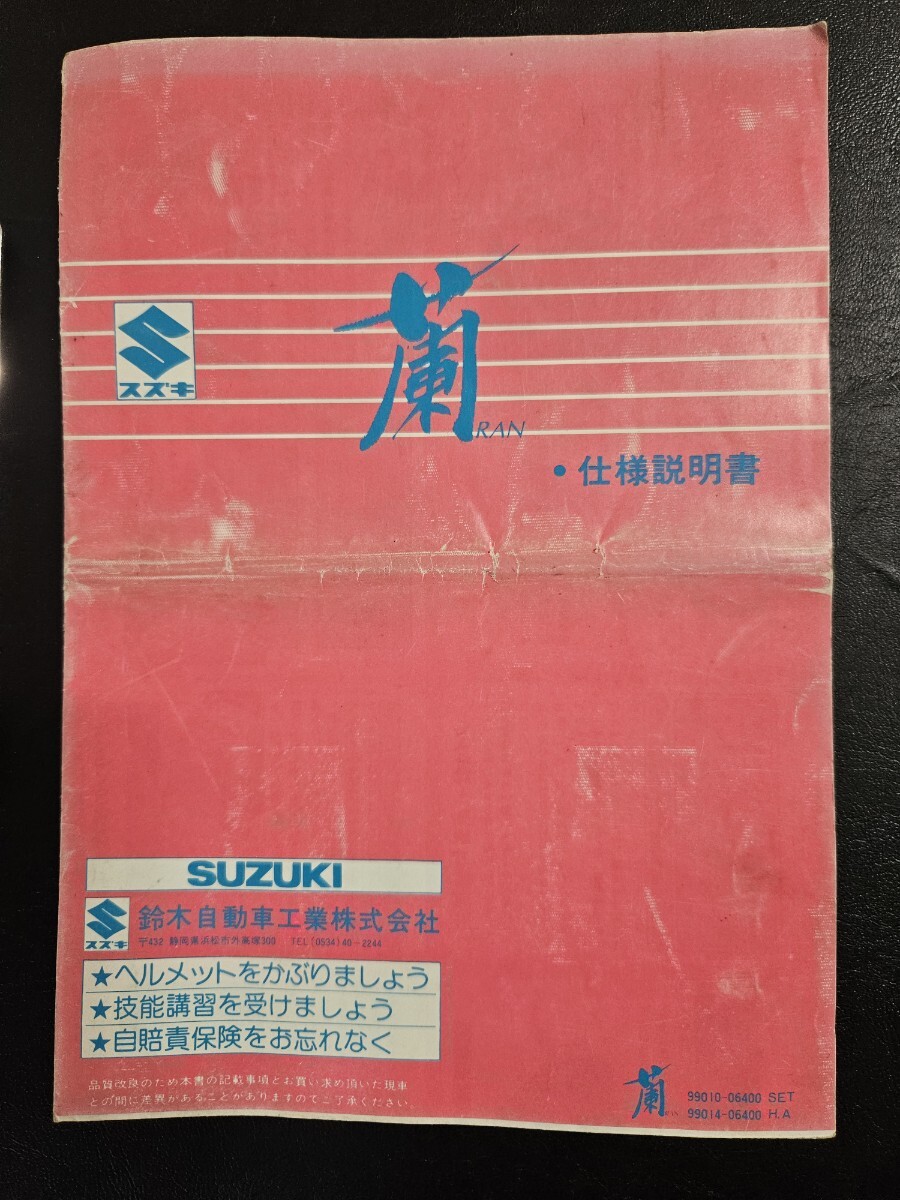 スズキ
蘭
RAN
・仕様説明書
SUZUKI
スズキ
鈴木自動車工業株式会社
〒432 静岡県浜松市外高塚300 TEL(0534)40-2244
★ヘルメットをかぶりましょう
★技能講習を受けましょう
★自賠責保険をお忘れなく
品質改良のため本書の記載事項とお買い求め頂いた現車
との間に差異があることがありますのでご了承ください
蘭
RAN
99010-06400 SET
99014-06400 H.A